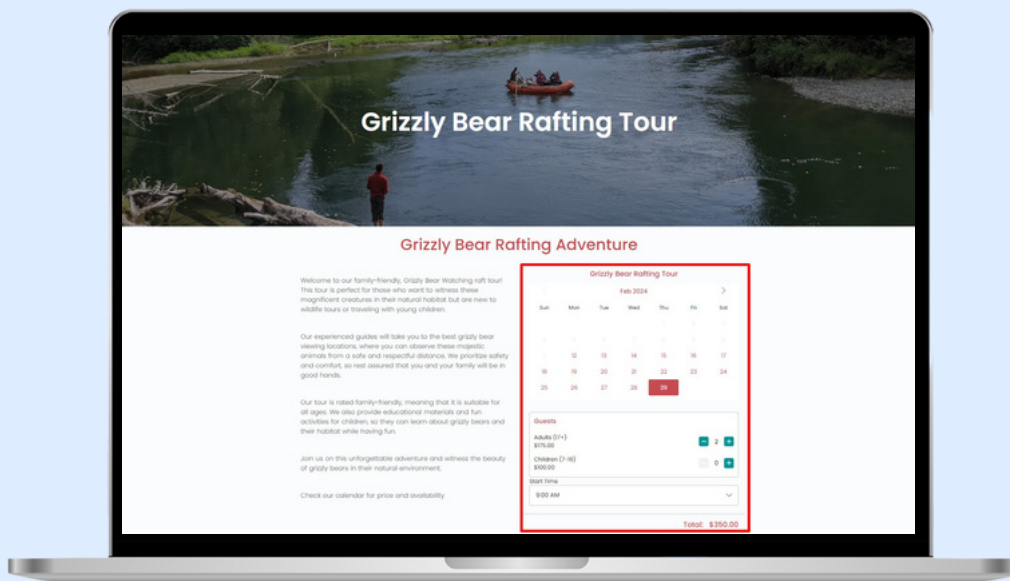 Grizzly Bear Rafting Tour
Grizzly Bear Rafting Adventure
Welcome to our family-friendly, Grizzly Bear Watching raft tour!
This tour is perfect for those who want to witness these
magnificent creatures in their natural habitat but are new to
wildlife tours or traveling with young children.
Our experienced guides will take you to the best grizzly bear
viewing locations, where you can observe these majestic
animals from a safe and respectful distance. We prioritize safety
and comfort, so rest assured that you and your family will be in
good hands.
Our tour is rated family-friendly, meaning that it is suitable for
all ages. We also provide educational materials and fun
activities for children, so they can learn about grizzly bears and
their habitat while having fun.
Join us on this unforgettable adventure and witness the beauty
of grizzly bears in their natural environment.
Check our calendar for price and availability
Grizzly Bear Rafting Tour
Feb 2024
Sun Mon Tue Wed Thu Fri Sat
12 13 14 15 16 17
18 19 20 21 22 23 24
25 26 27 28 29
Guests
Adults (17+)
$175.00
2
Children (7-16)
$100.00
0
Start Time
9:00 AM
Total: $350.00